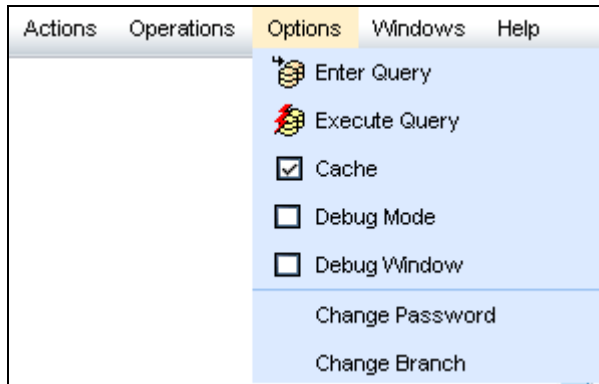 Actions Operations Options Windows Help
Enter Query
Execute Query
Cache
Debug Mode
Debug Window
Change Password
Change Branch